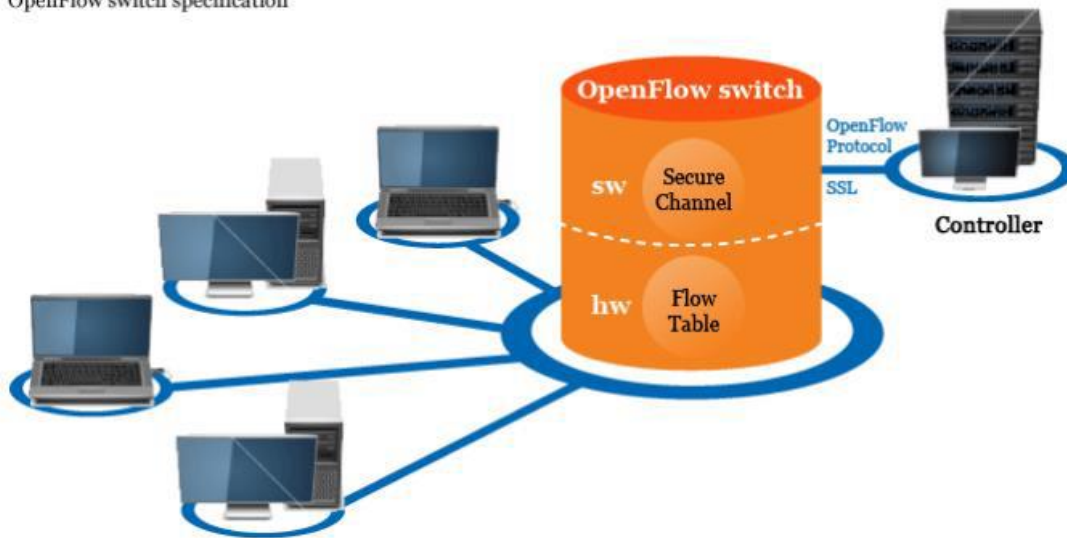 OpenFlow switch specification
OpenFlow switch
OpenFlow
Protocol
sw
Secure
Channel
SSL
Controller
hw
Flow
Table